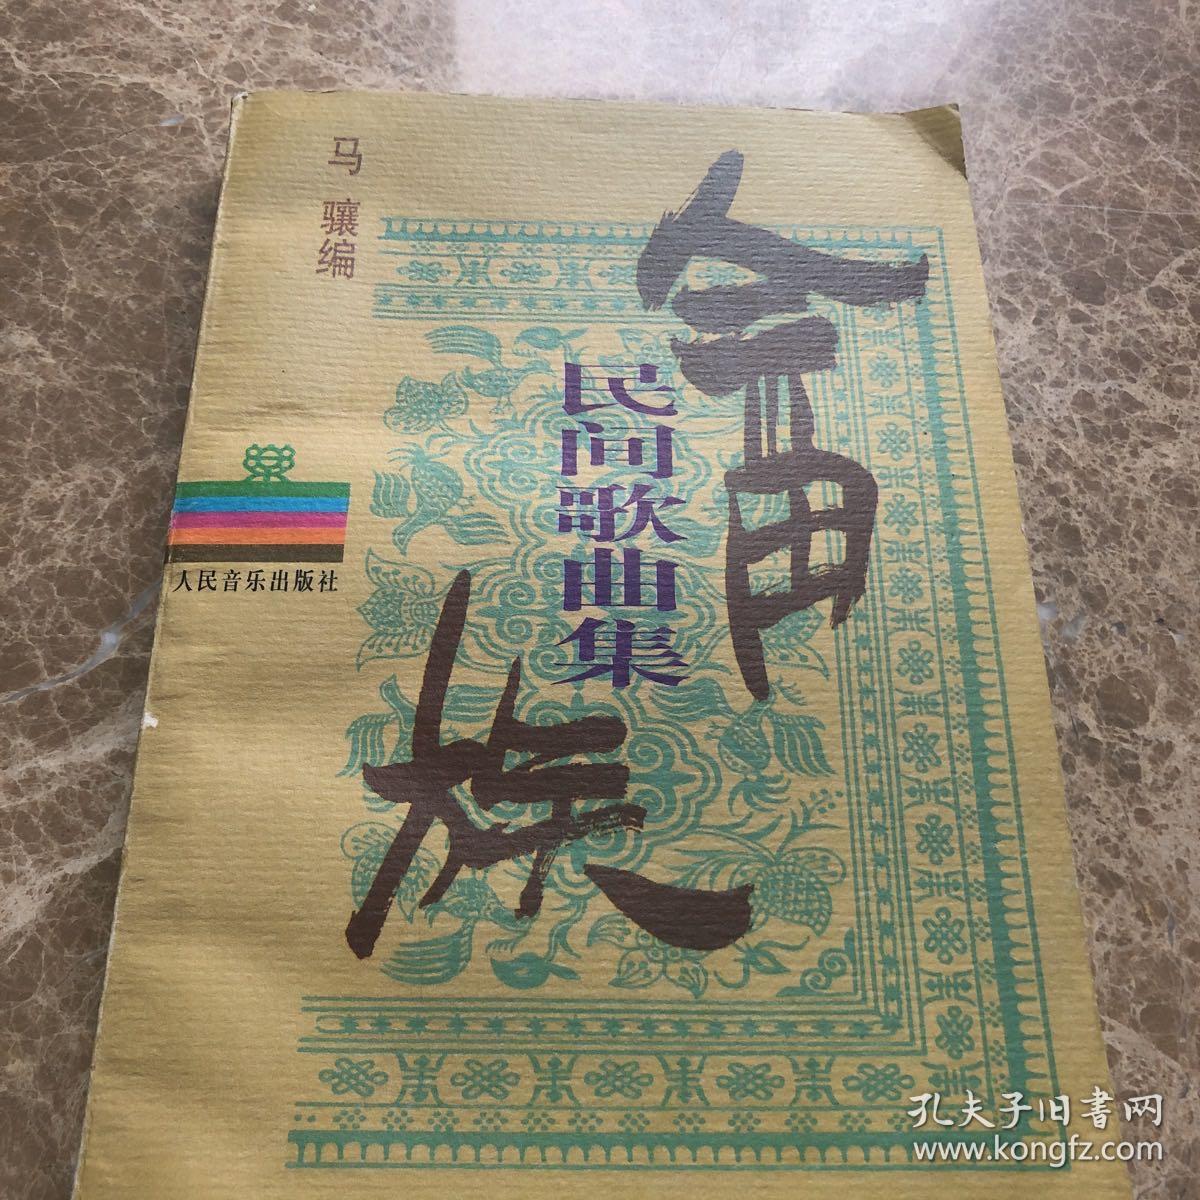 马骧编
畲族
民间歌曲集
人民音乐出版社
孔夫子旧書网
www.kongfz.com